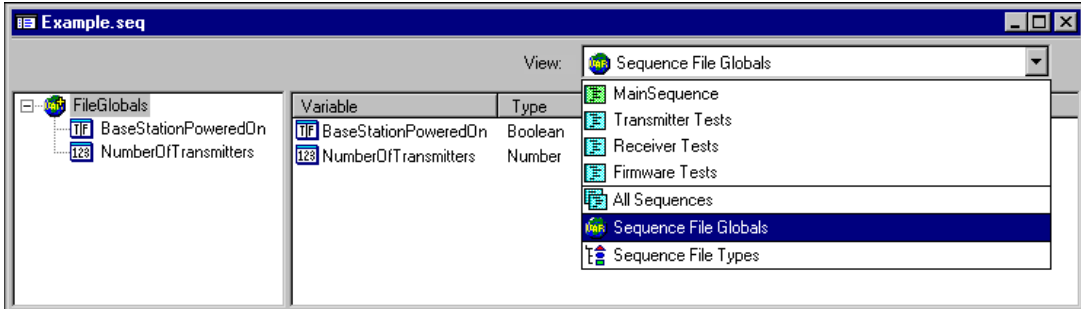 Example.seq
View: Sequence File Globals
FileGlobals
BaseStationPoweredOn
NumberOfTransmitters
Variable Type
BaseStationPoweredOn Boolean
NumberOfTransmitters Number
MainSequence
Transmitter Tests
Receiver Tests
Firmware Tests
All Sequences
Sequence File Globals
Sequence File Types